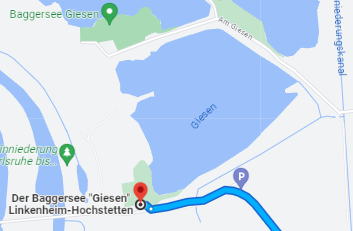 Baggersee Giesen
Am Giesen
Giesen
P
Der Baggersee "Giesen"
Linkenheim-Hochstetten